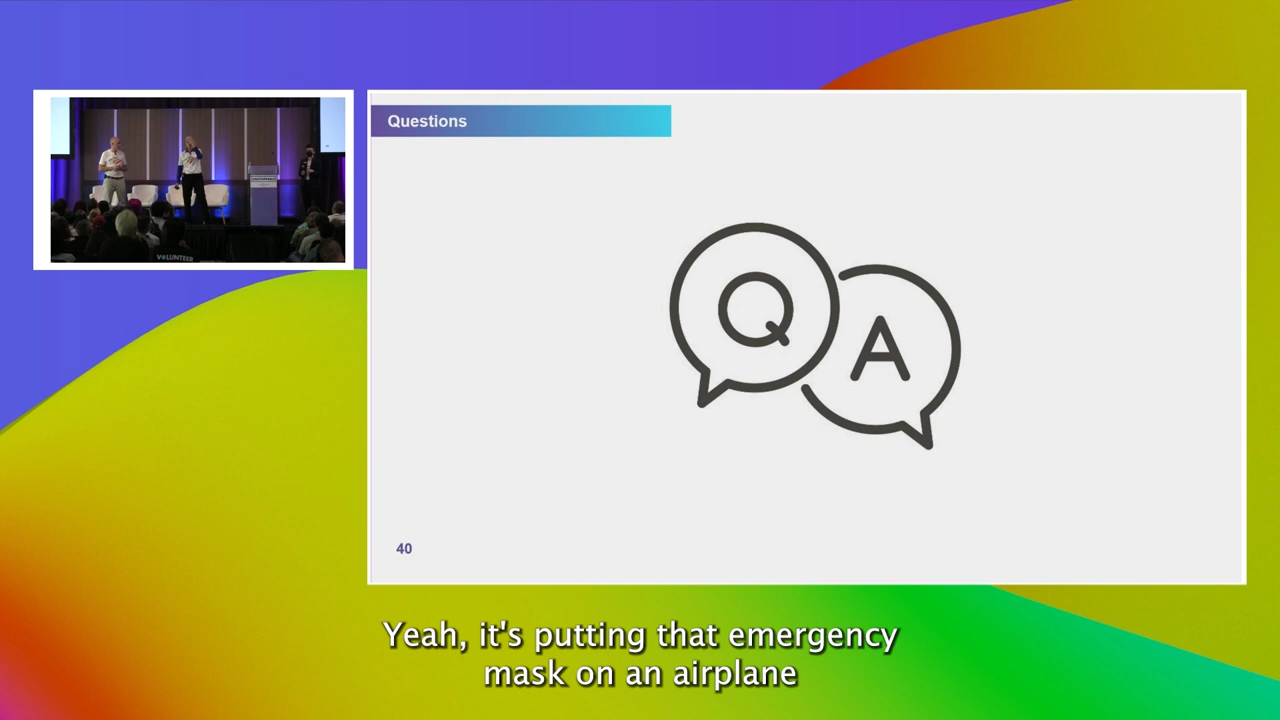 Questions
Q
A
VOLUNTEER
40
Yeah, it's putting that emergency
mask on an airplane